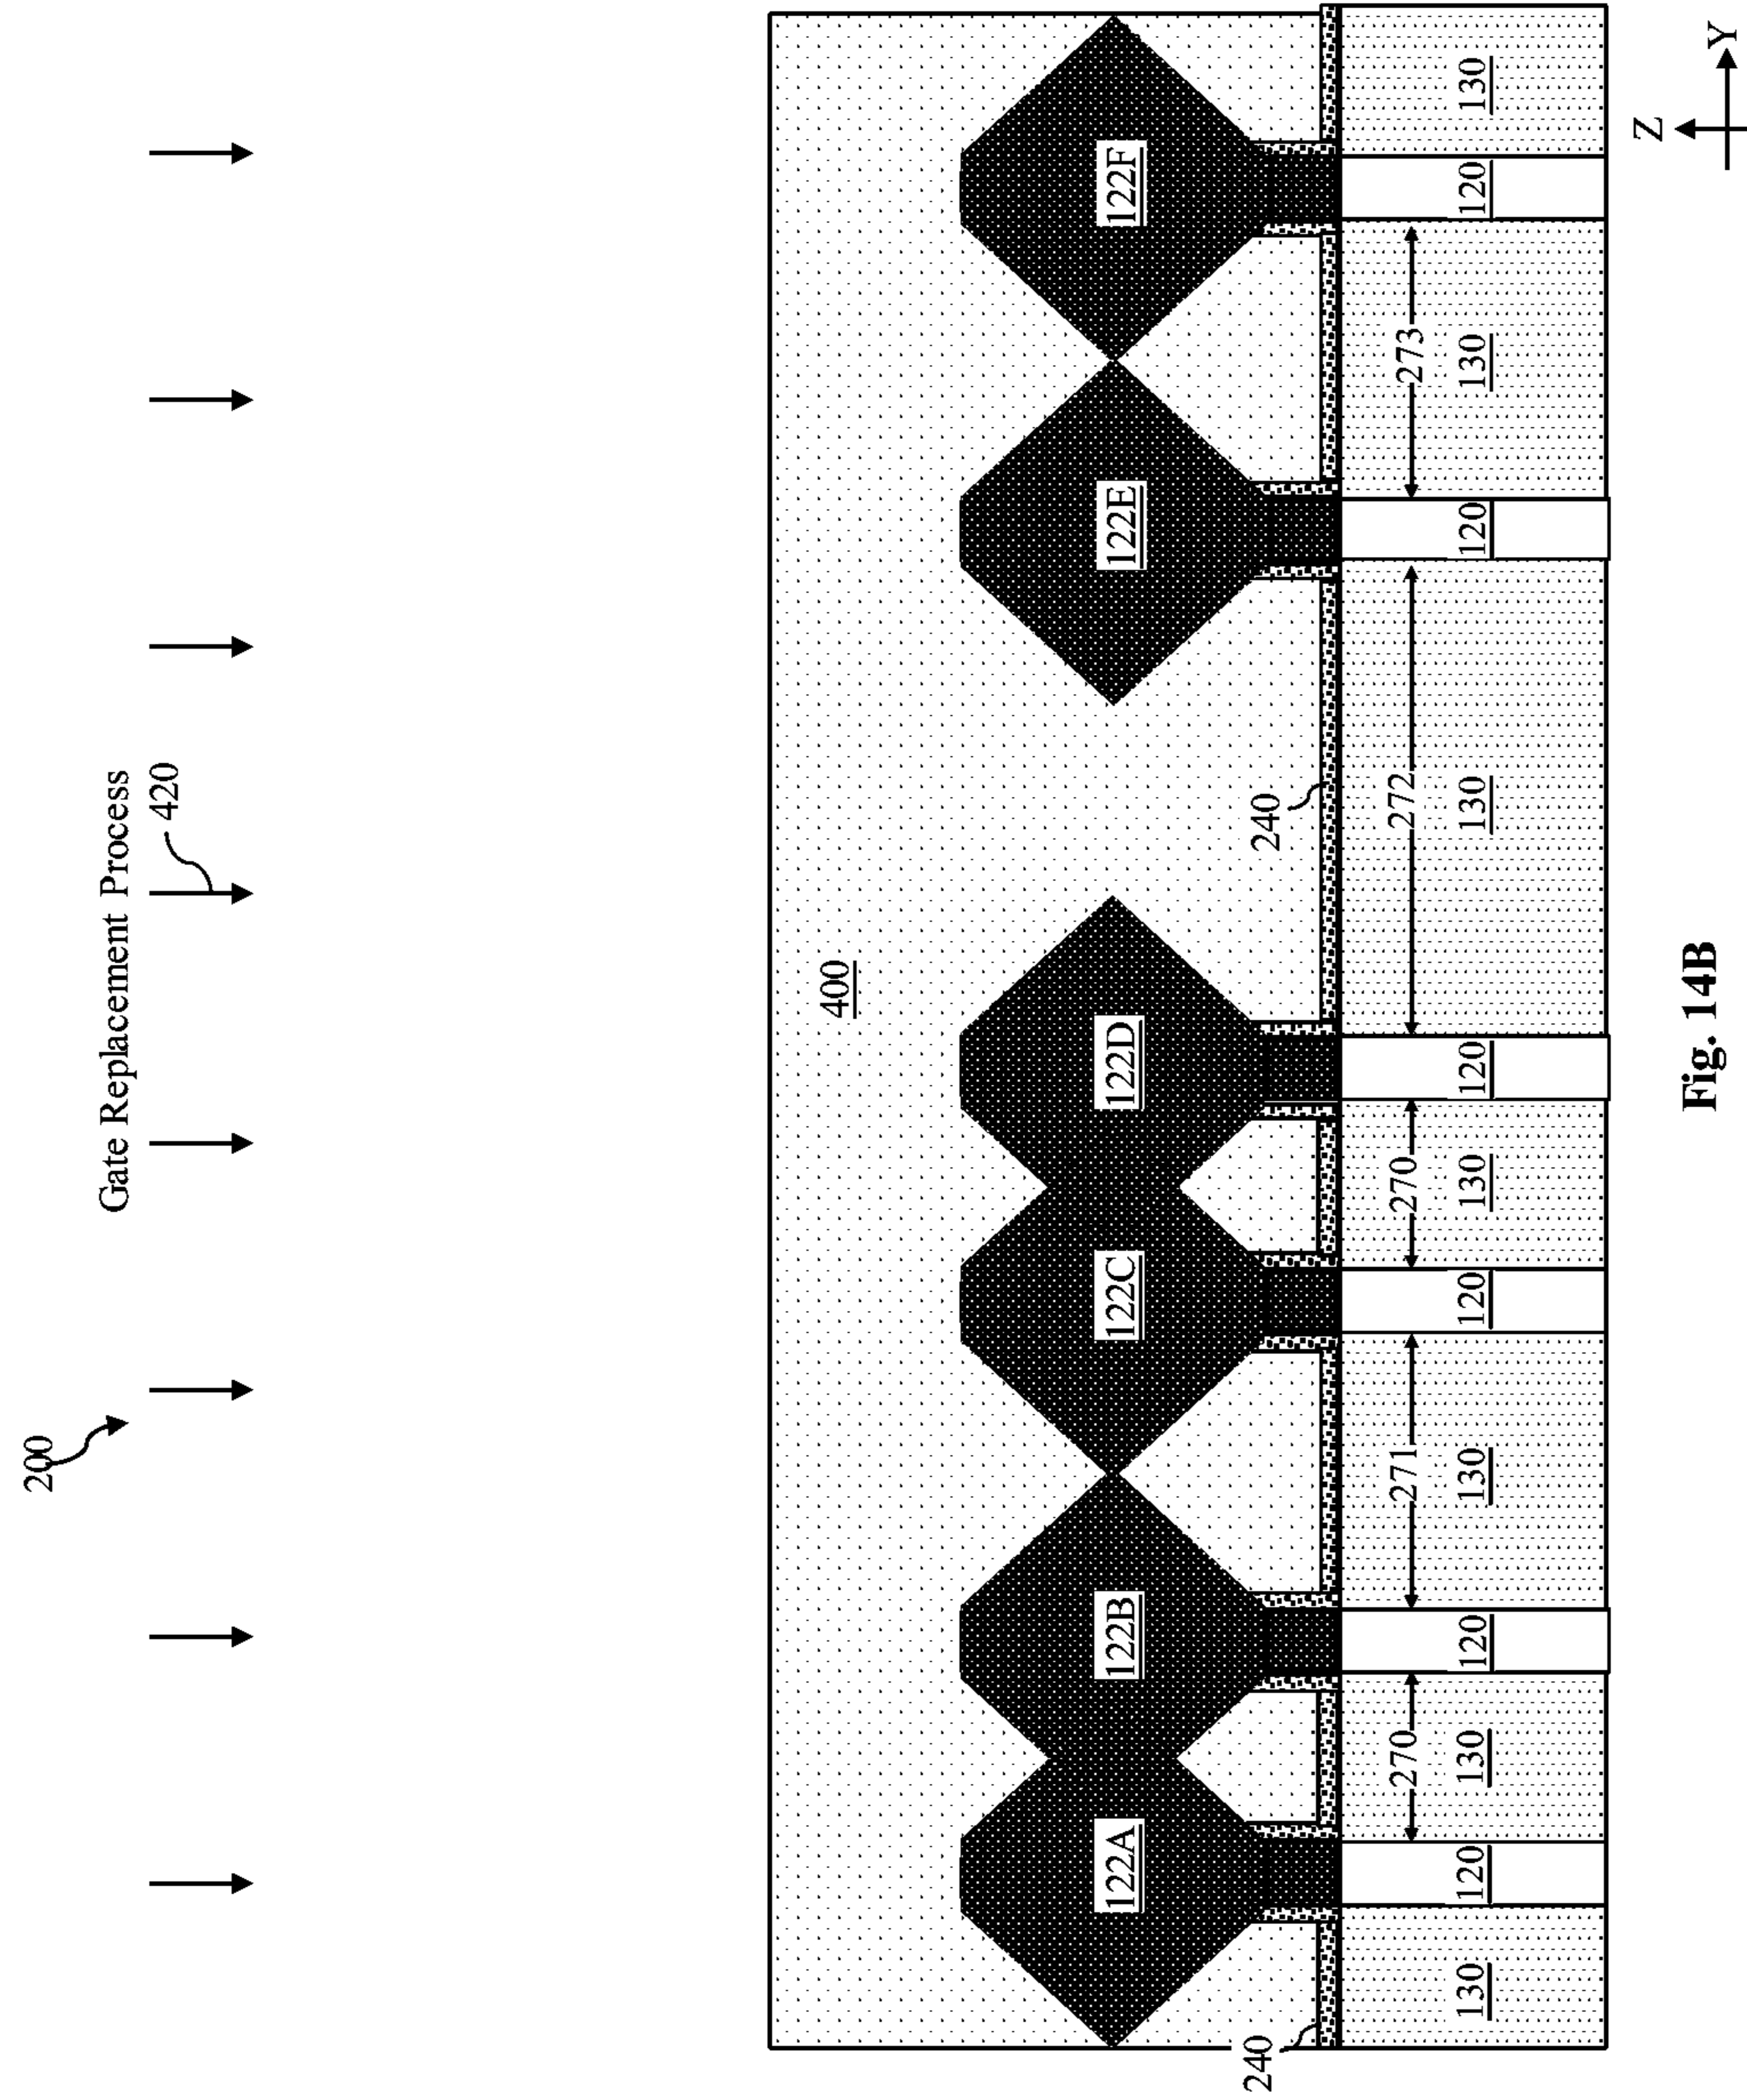 200
Gate Replacement Process
420
400
122A 122B 122C 122D 122E 122F
240 240
270 271 270 272 273
130 120 130 120 130 120 130 120 130 120 130 120 130
Z
Fig. 14B
Y